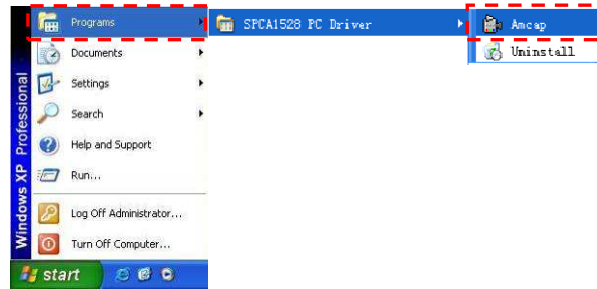 Programs
SPCA1528 PC Driver
Amcap
Uninstall
Documents
Settings
Search
Help and Support
Run...
Log Off Administrator...
Turn Off Computer...
Windows XP Professional
start